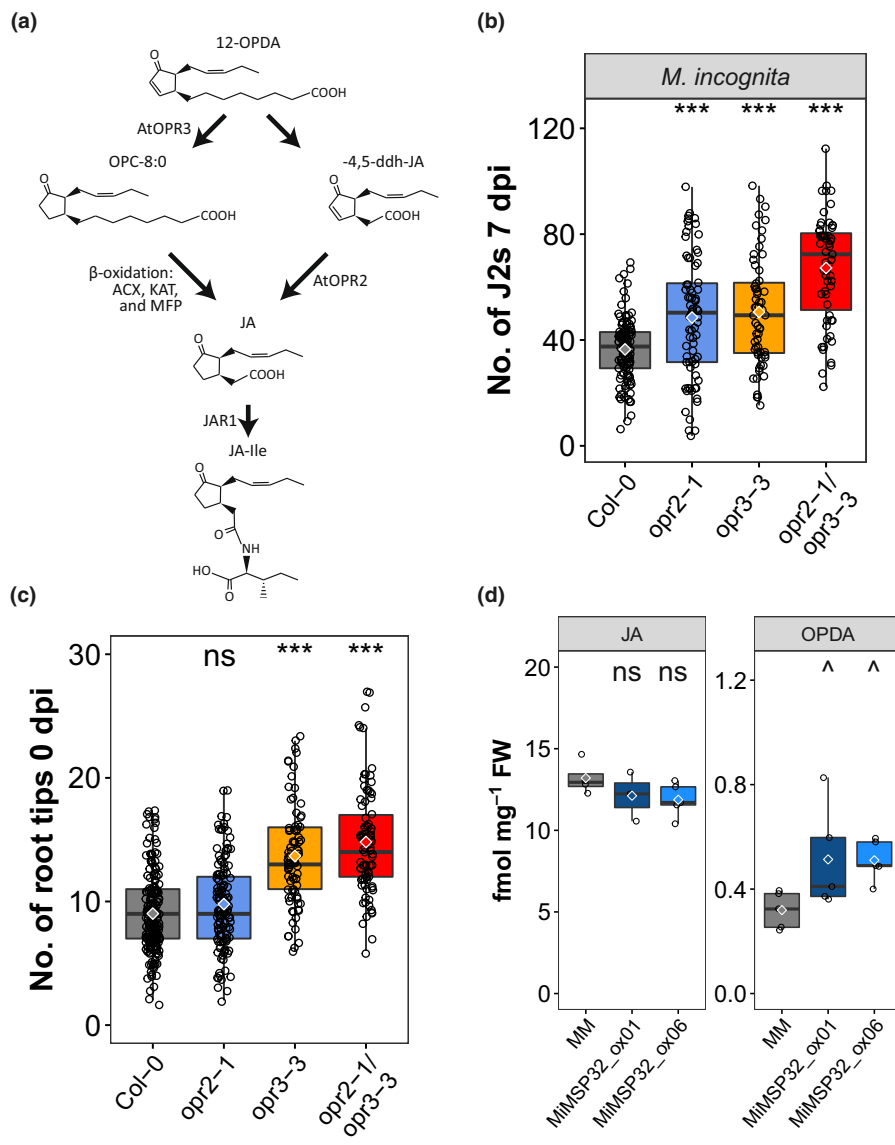 (a)
12-OPDA
COOH
O
AtOPR3
OPC-8:0
-4,5-ddh-JA
O
COOH
O
COOH
β-oxidation:
ACX, KAT,
and MFP
AtOPR2
JA
O
COOH
JAR1
JA-Ile
O
O
NH
HO
O
(b)
M. incognita
*** *** ***
No. of J2s 7 dpi
120
80
40
0
Col-0
opr2-1
opr3-3
opr2-1/
opr3-3
(c)
ns *** ***
No. of root tips 0 dpi
30
20
10
0
Col-0
opr2-1
opr3-3
opr2-1/
opr3-3
(d)
JA
ns ns
fmol mg⁻¹ FW
20
15
10
5
0
MM
MiMSP32_ox01
MiMSP32_ox06
OPDA
^ ^
1.2
0.8
0.4
0.0
MM
MiMSP32_ox01
MiMSP32_ox06